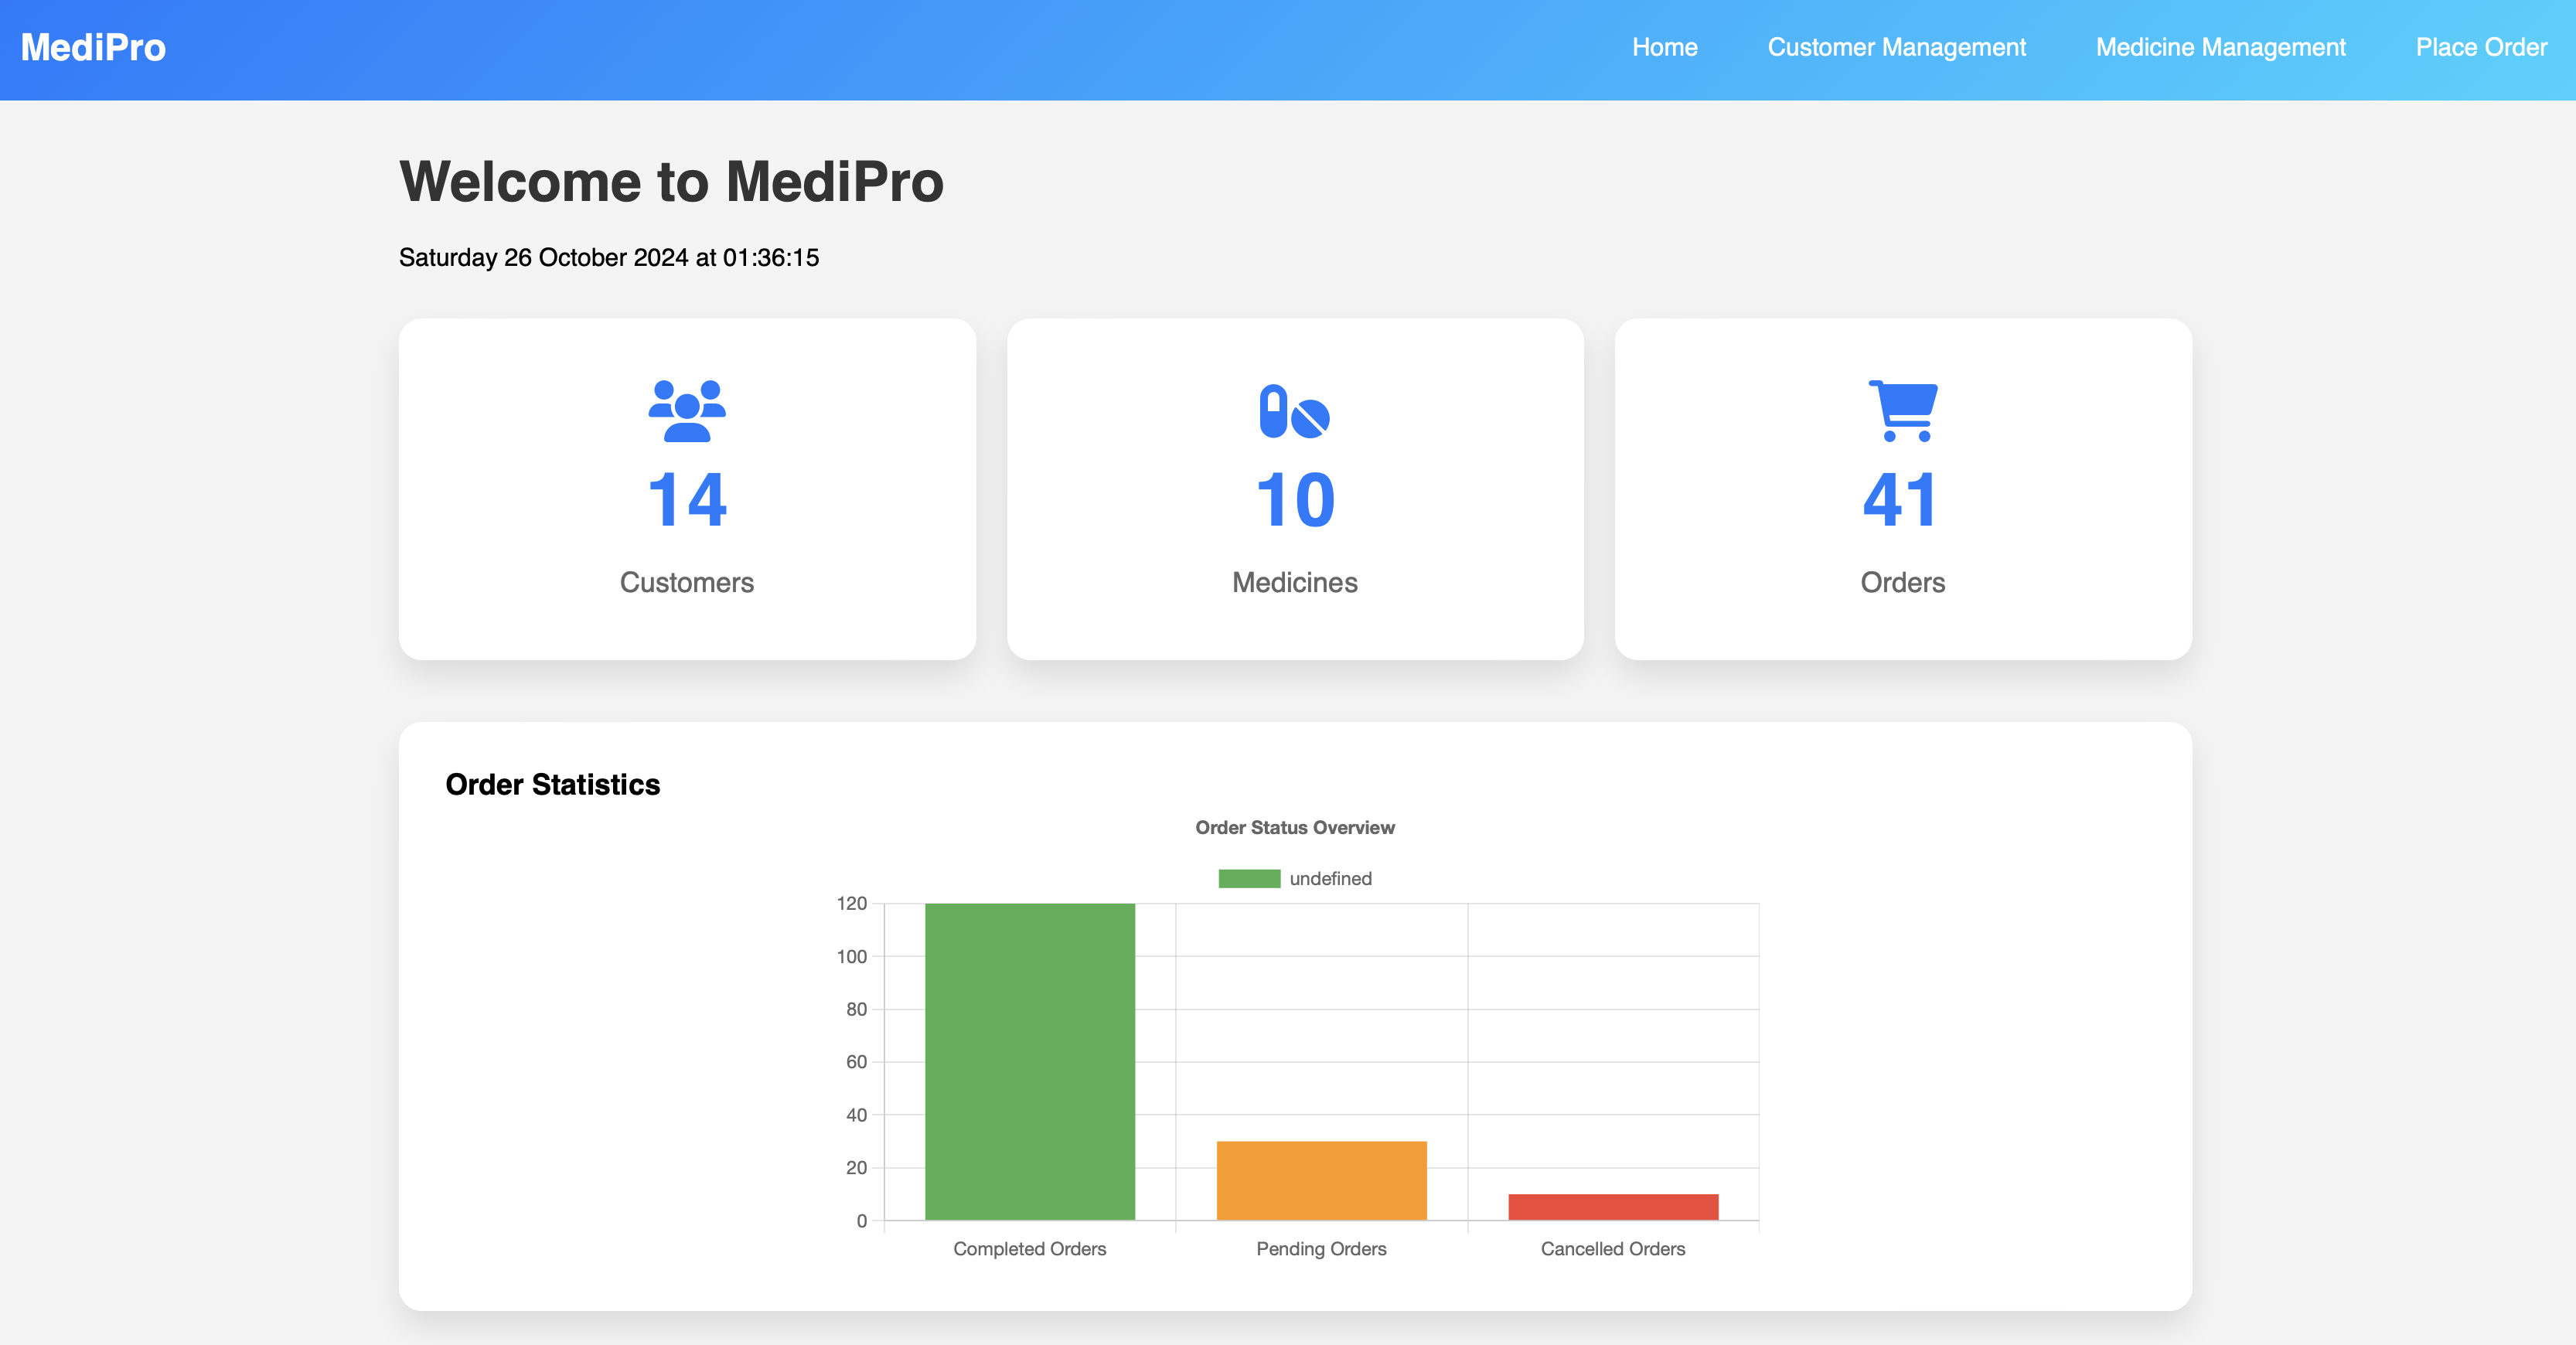 MediPro
Home Customer Management Medicine Management Place Order
Welcome to MediPro
Saturday 26 October 2024 at 01:36:15
14 10 41
Customers Medicines Orders
Order Statistics
Order Status Overview
undefined
120
100
80
60
40
20
0
Completed Orders Pending Orders Cancelled Orders